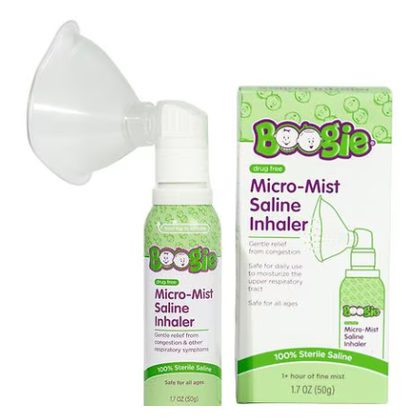 Boogie
drug free
Micro-Mist
Saline
Inhaler
Gentle relief from
congestion & other
respiratory symptoms
100% Sterile Saline
Safe for all ages
1.7 OZ (50g)
Boogie
drug free
Micro-Mist
Saline
Inhaler
Gentle relief
from congestion
Safe for daily use
to moisturize the
upper respiratory
tract
Safe for all ages
Boogie
Micro-Mist
Saline
Inhaler
100% Sterile Saline
1+ hour of fine mist
1.7 OZ (50g)